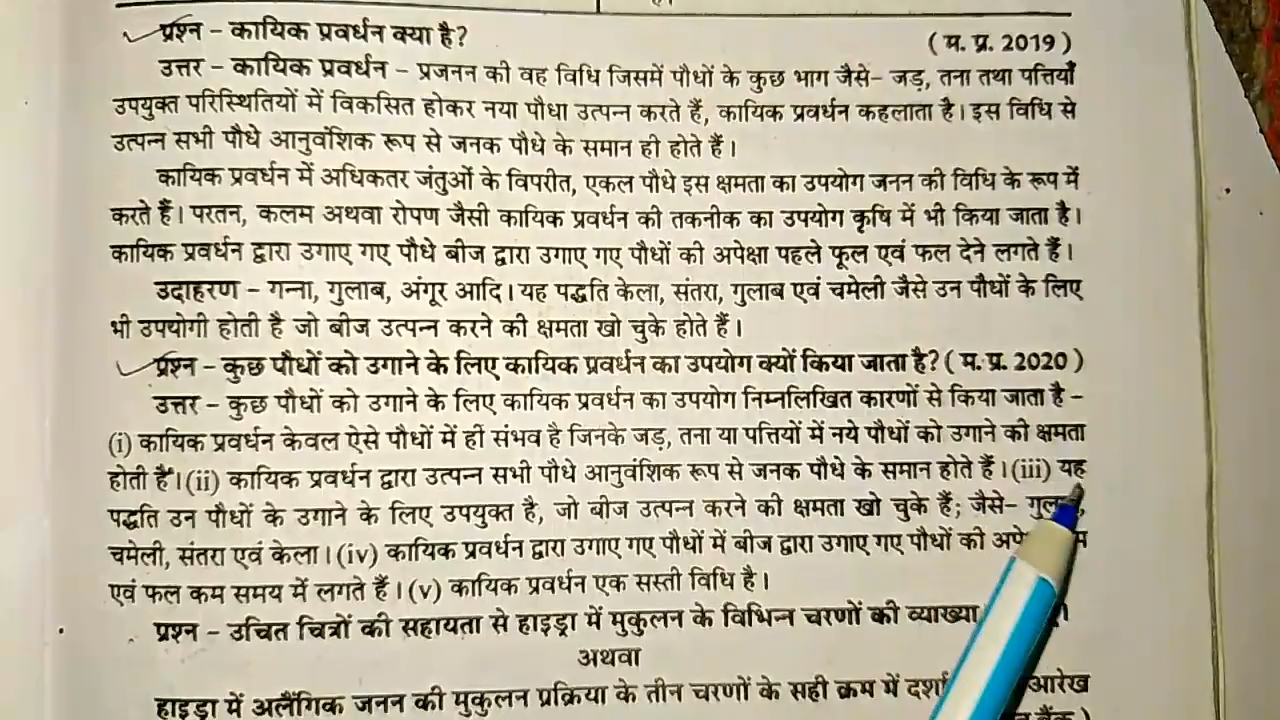 प्रश्न – कायिक प्रवर्धन क्या है? ( म. प्र. 2019 )
उत्तर – कायिक प्रवर्धन – प्रजनन की वह विधि जिसमें पौधों के कुछ भाग जैसे– जड़, तना तथा पत्तियाँ
उपयुक्त परिस्थितियों में विकसित होकर नया पौधा उत्पन्न करते हैं, कायिक प्रवर्धन कहलाता है। इस विधि से
उत्पन्न सभी पौधे आनुवंशिक रूप से जनक पौधे के समान ही होते हैं।
कायिक प्रवर्धन में अधिकतर जंतुओं के विपरीत, एकल पौधे इस क्षमता का उपयोग जनन की विधि के रूप में
करते हैं। परतन, कलम अथवा रोपण जैसी कायिक प्रवर्धन की तकनीक का उपयोग कृषि में भी किया जाता है।
कायिक प्रवर्धन द्वारा उगाए गए पौधे बीज द्वारा उगाए गए पौधों की अपेक्षा पहले फूल एवं फल देने लगते हैं।
उदाहरण – गन्ना, गुलाब, अंगूर आदि। यह पद्धति केला, संतरा, गुलाब एवं चमेली जैसे उन पौधों के लिए
भी उपयोगी होती है जो बीज उत्पन्न करने की क्षमता खो चुके होते हैं।
प्रश्न – कुछ पौधों को उगाने के लिए कायिक प्रवर्धन का उपयोग क्यों किया जाता है? ( म. प्र. 2020 )
उत्तर – कुछ पौधों को उगाने के लिए कायिक प्रवर्धन का उपयोग निम्नलिखित कारणों से किया जाता है –
(i) कायिक प्रवर्धन केवल ऐसे पौधों में ही संभव है जिनके जड़, तना या पत्तियों में नये पौधों को उगाने की क्षमता
होती है। (ii) कायिक प्रवर्धन द्वारा उत्पन्न सभी पौधे आनुवंशिक रूप से जनक पौधे के समान होते हैं। (iii) यह
पद्धति उन पौधों के उगाने के लिए उपयुक्त है, जो बीज उत्पन्न करने की क्षमता खो चुके हैं; जैसे–
चमेली, संतरा एवं केला। (iv) कायिक प्रवर्धन द्वारा उगाए गए पौधों में बीज द्वारा उगाए गए पौधों की
एवं फल कम समय में लगते हैं। (v) कायिक प्रवर्धन एक सस्ती विधि है।
प्रश्न – उचित चित्रों की सहायता से हाइड्रा में मुकुलन के विभिन्न चरणों की व्याख्या
अथवा
हाइड्रा में अलैंगिक जनन की मुकुलन प्रक्रिया के तीन चरणों के सही क्रम में आरेख